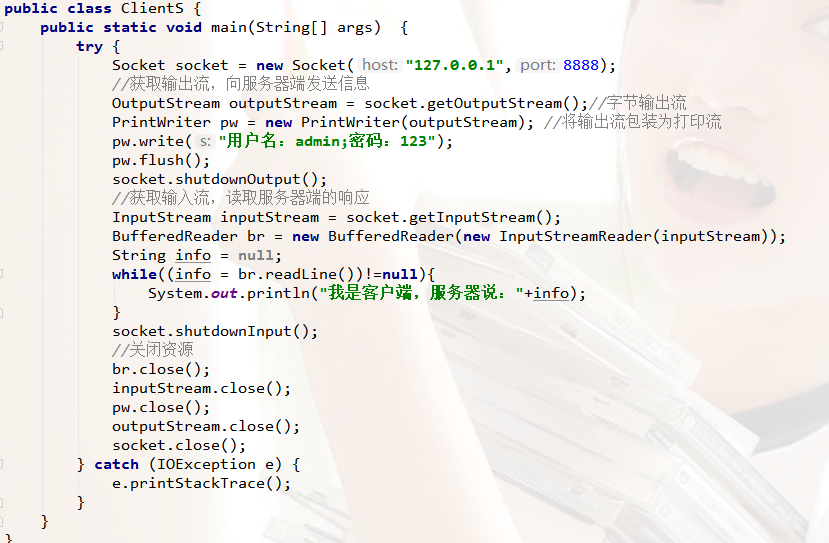 public class ClientS {
    public static void main(String[] args)  {
        try {
            Socket socket = new Socket( host: "127.0.0.1", port: 8888);
            //获取输出流，向服务器端发送信息
            OutputStream outputStream = socket.getOutputStream();//字节输出流
            PrintWriter pw = new PrintWriter(outputStream); //将输出流包装为打印流
            pw.write( s: "用户名：admin;密码：123");
            pw.flush();
            socket.shutdownOutput();
            //获取输入流，读取服务器端的响应
            InputStream inputStream = socket.getInputStream();
            BufferedReader br = new BufferedReader(new InputStreamReader(inputStream));
            String info = null;
            while((info = br.readLine())!=null){
                System.out.println("我是客户端，服务器说："+info);
            }
            socket.shutdownInput();
            //关闭资源
            br.close();
            inputStream.close();
            pw.close();
            outputStream.close();
            socket.close();
        } catch (IOException e) {
            e.printStackTrace();
        }
    }
}